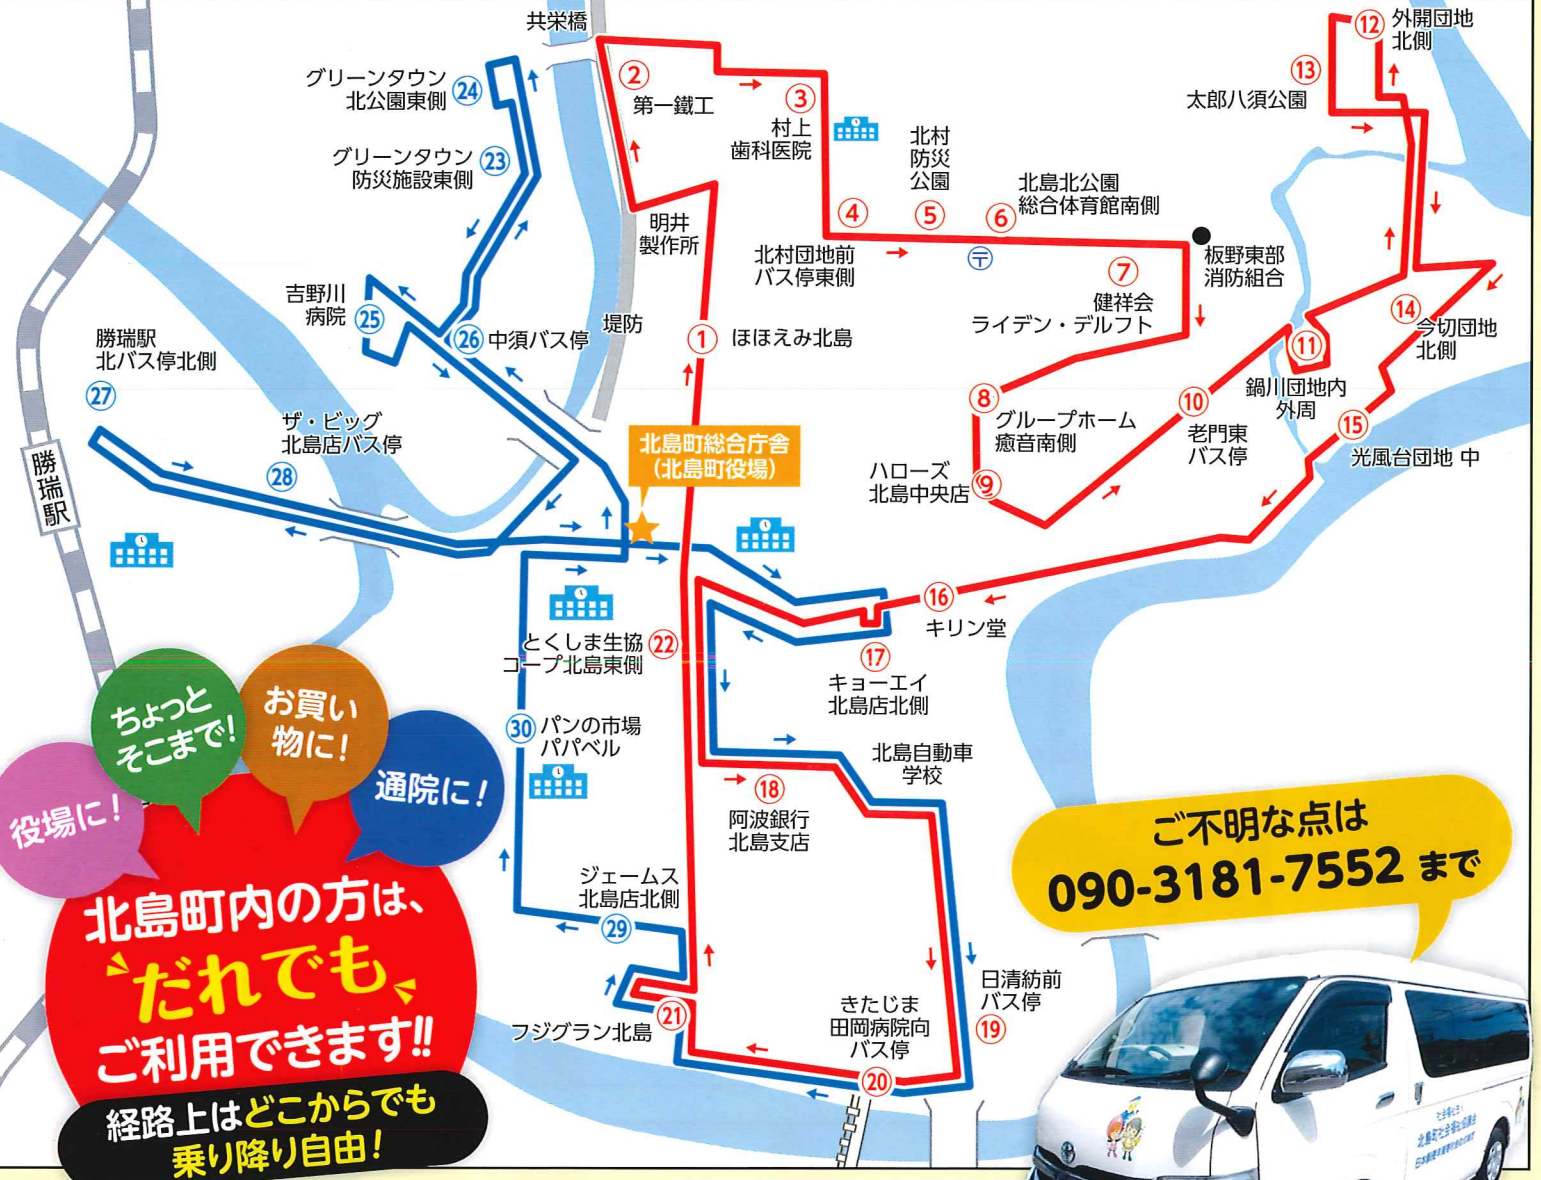 共栄橋
グリーンタウン
北公園東側
㉔
グリーンタウン
防災施設東側
㉓
②
第一鐵工
③
村上
歯科医院
④
北村団地前
バス停東側
北村
防災
公園
⑤
⑥
北島北公園
総合体育館南側
〒
板野東部
消防組合
⑦
健祥会
ライデン・デルフト
⑫
外開団地
北側
⑬
太郎八須公園
明井
製作所
堤防
①
ほほえみ北島
吉野川
病院
㉕
㉖
中須バス停
勝瑞駅
北バス停北側
㉗
勝瑞駅
ザ・ビッグ
北島店バス停
㉘
北島町総合庁舎
(北島町役場)
⑧
グループホーム
癒音南側
ハローズ
北島中央店
⑨
⑩
老門東
バス停
⑪
鍋川団地内
外周
⑭
今切団地
北側
⑮
光風台団地 中
⑯
キリン堂
⑰
キョーエイ
北島店北側
とくしま生協
コープ北島東側
㉒
㉚
パンの市場
パパベル
北島自動車
学校
⑱
阿波銀行
北島支店
ジェームス
北島店北側
㉙
フジグラン北島
㉑
きたじま
田岡病院向
バス停
⑳
日清紡前
バス停
⑲
役場に!
ちょっと
そこまで!
お買い
物に!
通院に!
北島町内の方は、
だれでも
ご利用できます!!
経路上はどこからでも
乗り降り自由!
ご不明な点は
090-3181-7552 まで
社会福祉法人
北島町社会福祉協議会